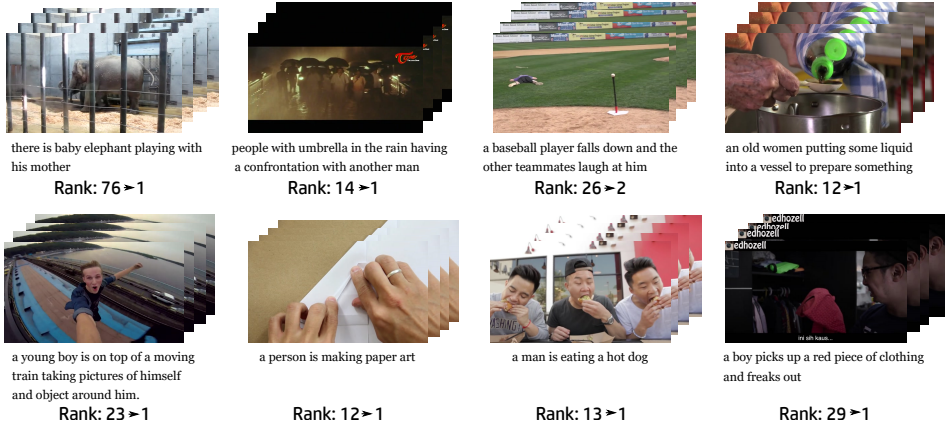 there is baby elephant playing with
his mother
Rank: 76➤1
people with umbrella in the rain having
a confrontation with another man
Rank: 14➤1
a baseball player falls down and the
other teammates laugh at him
Rank: 26➤2
an old women putting some liquid
into a vessel to prepare something
Rank: 12➤1
a young boy is on top of a moving
train taking pictures of himself
and object around him.
Rank: 23➤1
a person is making paper art
Rank: 12➤1
a man is eating a hot dog
Rank: 13➤1
edhozell
edhozell
edhozell
ini sih kaus...
a boy picks up a red piece of clothing
and freaks out
Rank: 29➤1